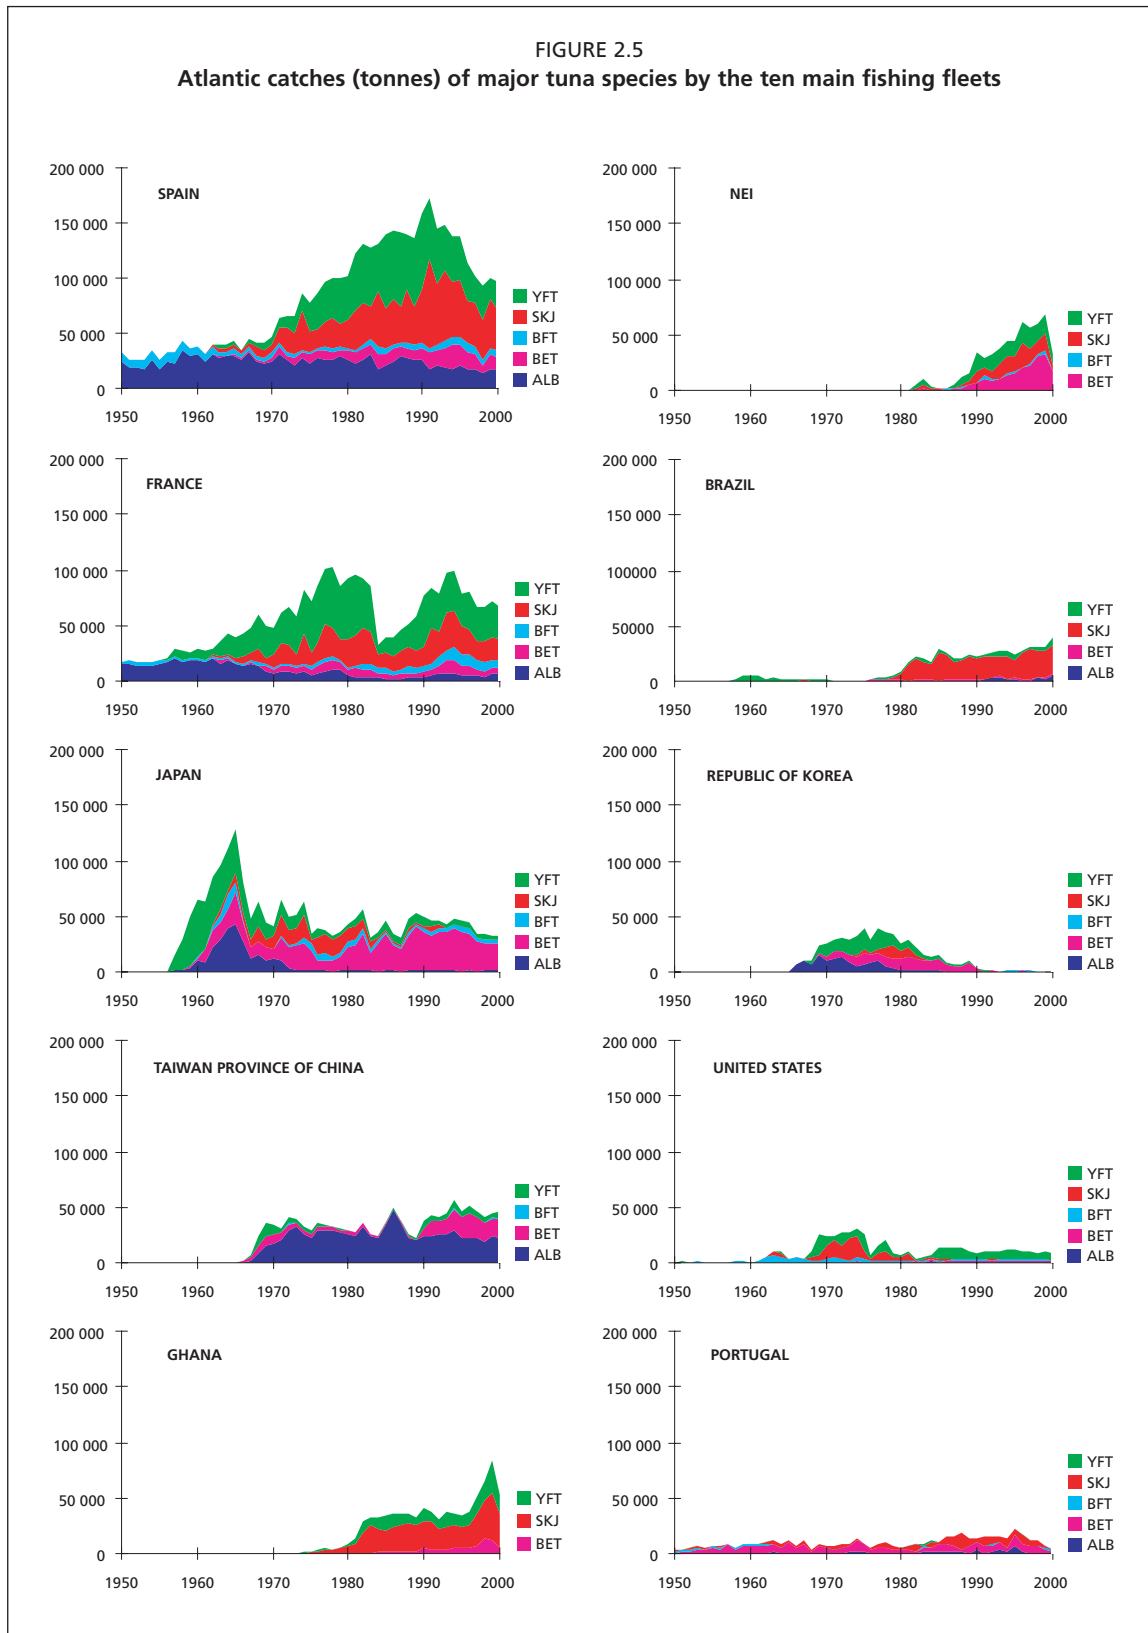 FIGURE 2.5
Atlantic catches (tonnes) of major tuna species by the ten main fishing fleets
200 000
150 000
100 000
50 000
0
SPAIN
YFT
SKJ
BFT
BET
ALB
1950 1960 1970 1980 1990 2000
200 000
150 000
100 000
50 000
0
NEI
YFT
SKJ
BFT
BET
1950 1960 1970 1980 1990 2000
200 000
150 000
100 000
50 000
0
FRANCE
YFT
SKJ
BFT
BET
ALB
1950 1960 1970 1980 1990 2000
200 000
150 000
100000
50000
0
BRAZIL
YFT
SKJ
BFT
BET
ALB
1950 1960 1970 1980 1990 2000
200 000
150 000
100 000
50 000
0
JAPAN
YFT
SKJ
BFT
BET
ALB
1950 1960 1970 1980 1990 2000
200 000
150 000
100 000
50 000
0
REPUBLIC OF KOREA
YFT
SKJ
BFT
BET
ALB
1950 1960 1970 1980 1990 2000
200 000
150 000
100 000
50 000
0
TAIWAN PROVINCE OF CHINA
YFT
BFT
BET
ALB
1950 1960 1970 1980 1990 2000
200 000
150 000
100 000
50 000
0
UNITED STATES
YFT
SKJ
BFT
BET
ALB
1950 1960 1970 1980 1990 2000
200 000
150 000
100 000
50 000
0
GHANA
YFT
SKJ
BET
1950 1960 1970 1980 1990 2000
200 000
150 000
100 000
50 000
0
PORTUGAL
YFT
SKJ
BFT
BET
ALB
1950 1960 1970 1980 1990 2000